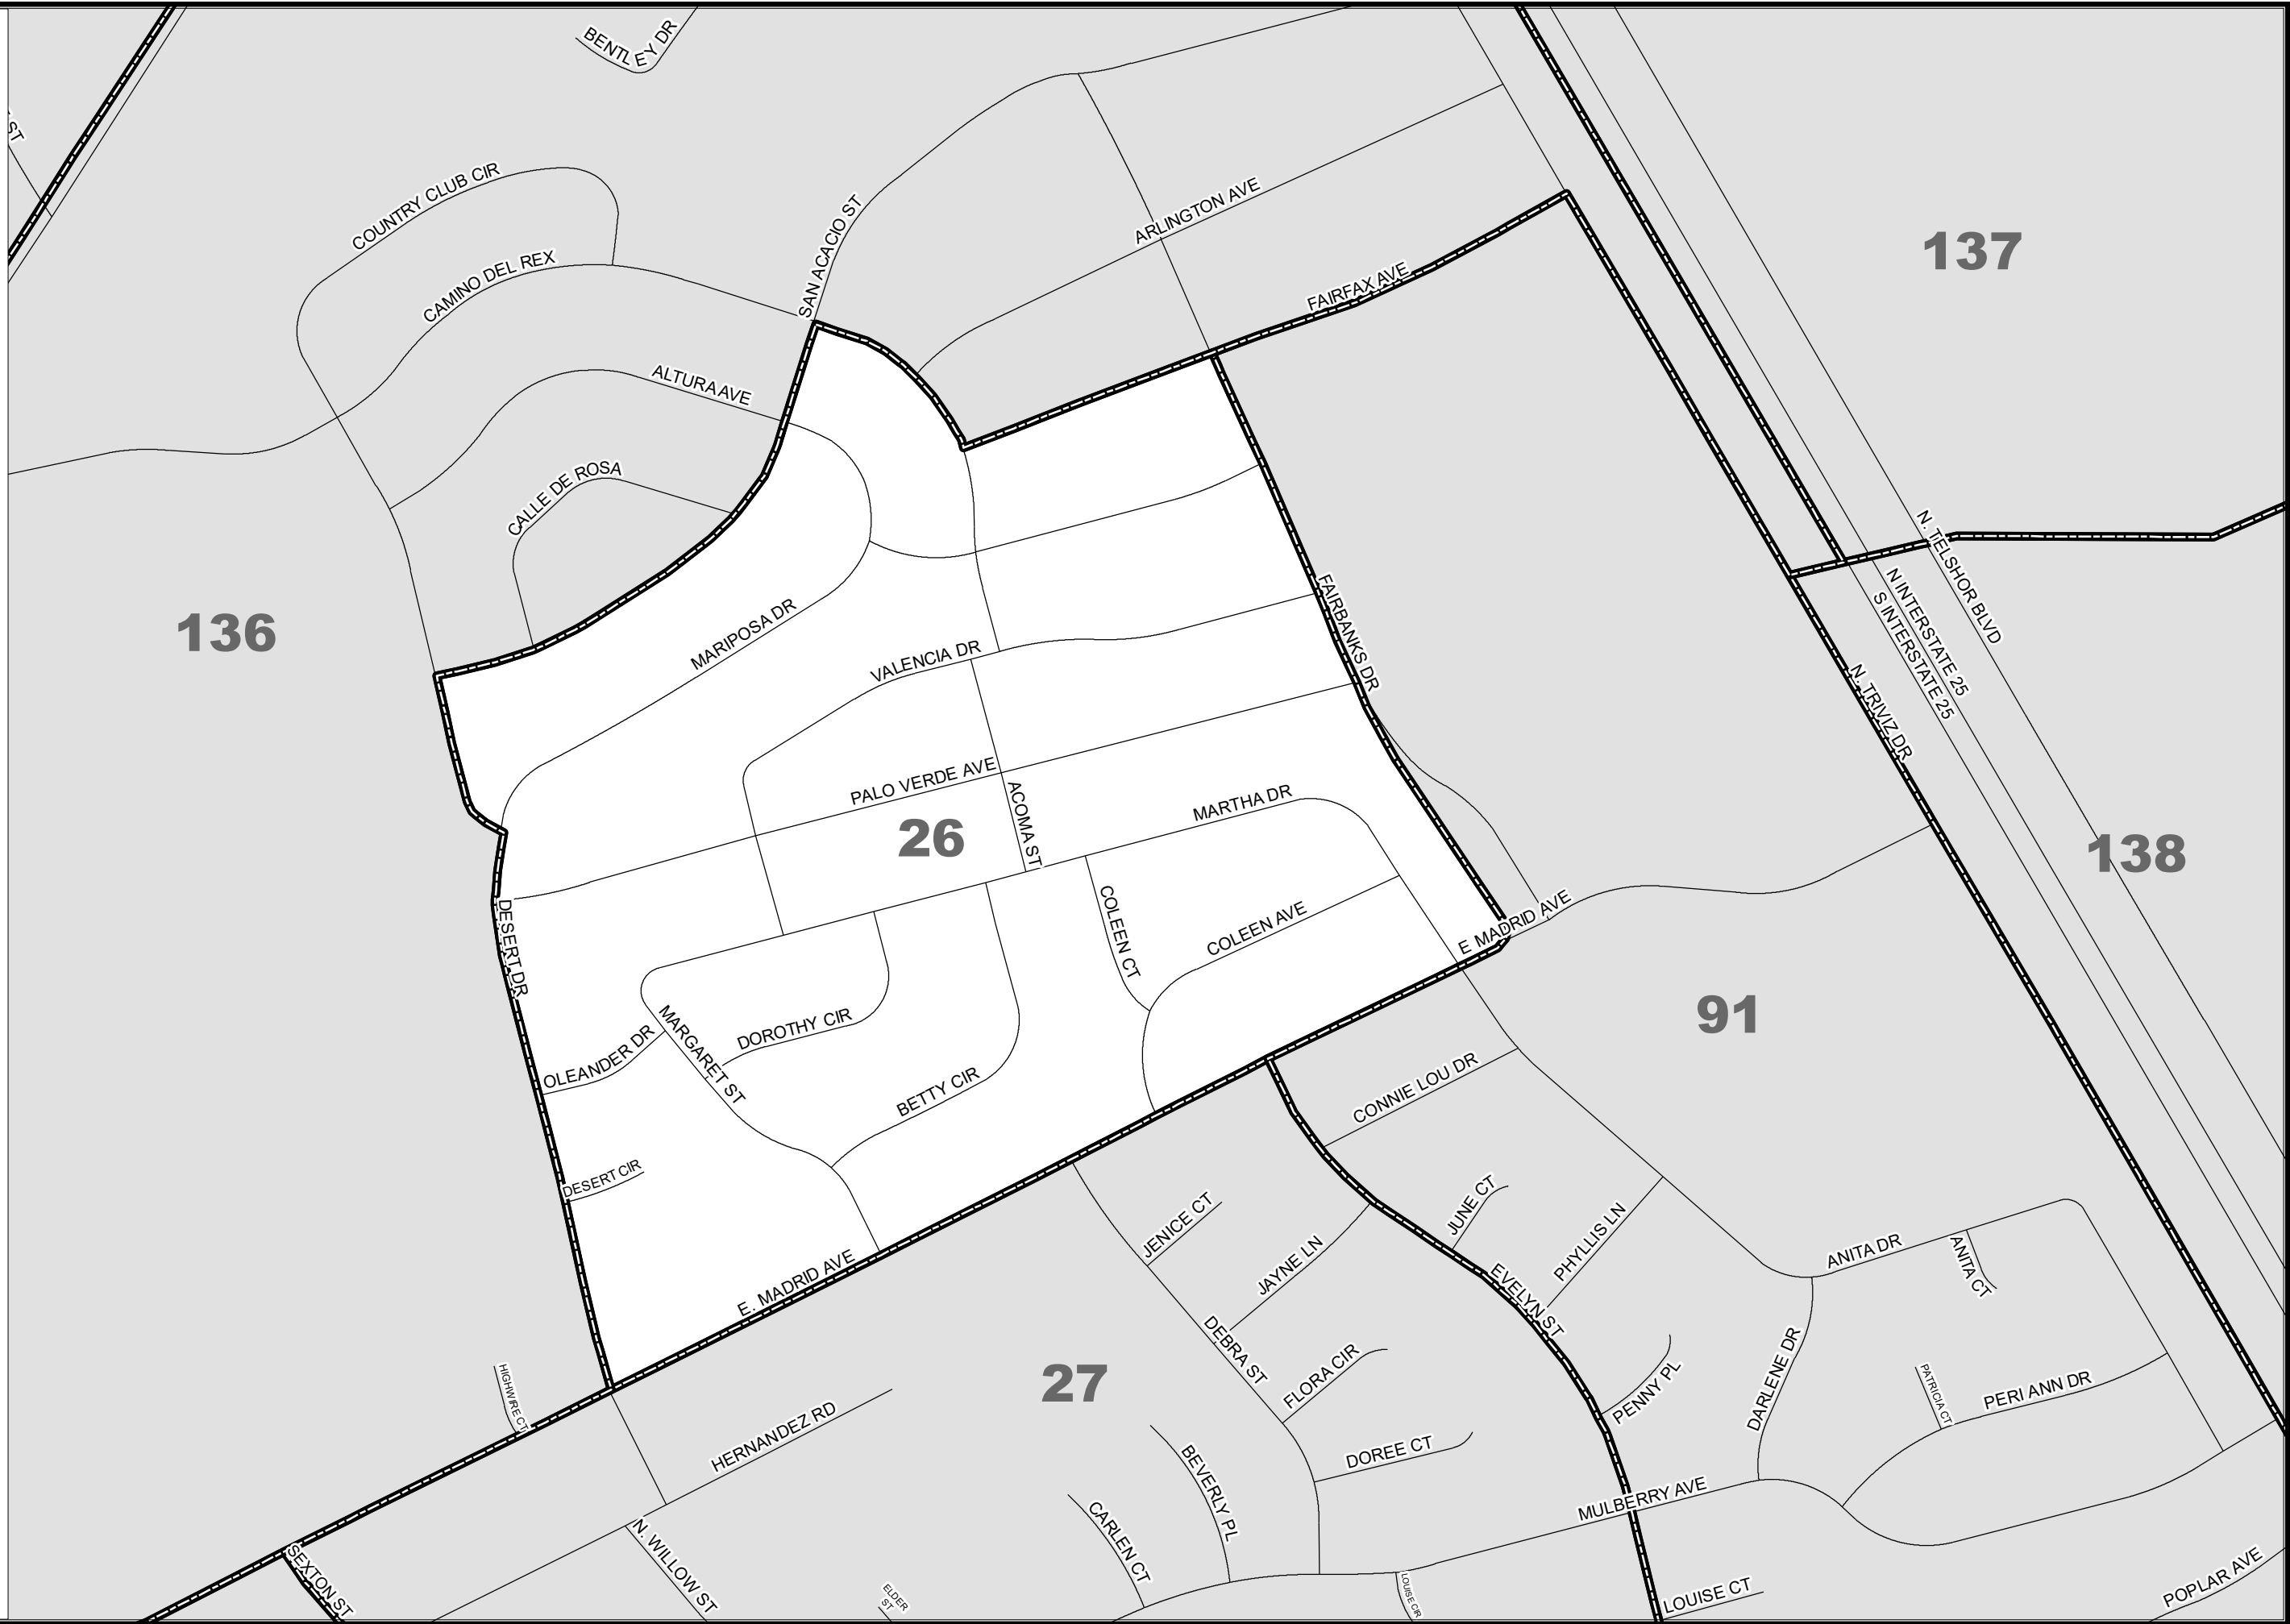 BENTLEY DR
ST
COUNTRY CLUB CIR
SAN ACACIO ST
ARLINGTON AVE
137
CAMINO DEL REX
FAIRFAX AVE
ALTURA AVE
CALLE DE ROSA
N. TELSHOR BLVD
N INTERSTATE 25
S INTERSTATE 25
136
MARIPOSA DR
FAIRBANKS DR
VALENCIA DR
N. TRIVIZ DR
PALO VERDE AVE
ACOMA ST
MARTHA DR
26
138
DESERT DR
COLEEN CT
COLEEN AVE
E MADRID AVE
91
MARGARET ST
DOROTHY CIR
OLEANDER DR
BETTY CIR
CONNIE LOU DR
DESERT CIR
JENICE CT
JUNE CT
PHYLLIS LN
JAYNE LN
ANITA DR
ANITA CT
E. MADRID AVE
EVELYN ST
DEBRA ST
FLORA CIR
DARLENE DR
PENNY PL
27
HIGHWIRE CT
PATRICIA CT
PERI ANN DR
HERNANDEZ RD
DOREE CT
BEVERLY PL
MULBERRY AVE
CARLEN CT
N. WILLOW ST
SEXTON ST
ELDER
ST
LOUISE CIR
LOUISE CT
POPLAR AVE